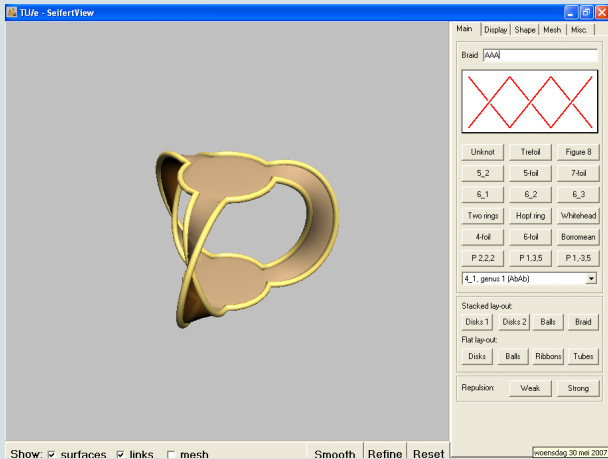 TU/e - SeifertView
Main Display Shape Mesh Misc.
Braid AAA
Unknot Trefoil Figure 8
5_2 5-foil 7-foil
6_1 6_2 6_3
Two rings Hopf ring Whitehead
4-foil 6-foil Borromean
P 2,2,2 P 1,3,5 P 1,-3,5
4_1, genus 1 (AbAb)
Stacked lay-out:
Disks 1 Disks 2 Balls Braid
Flat lay-out:
Disks Balls Ribbons Tubes
Repulsion: Weak Strong
Show: surfaces links mesh Smooth Refine Reset
woensdag 30 mei 2007